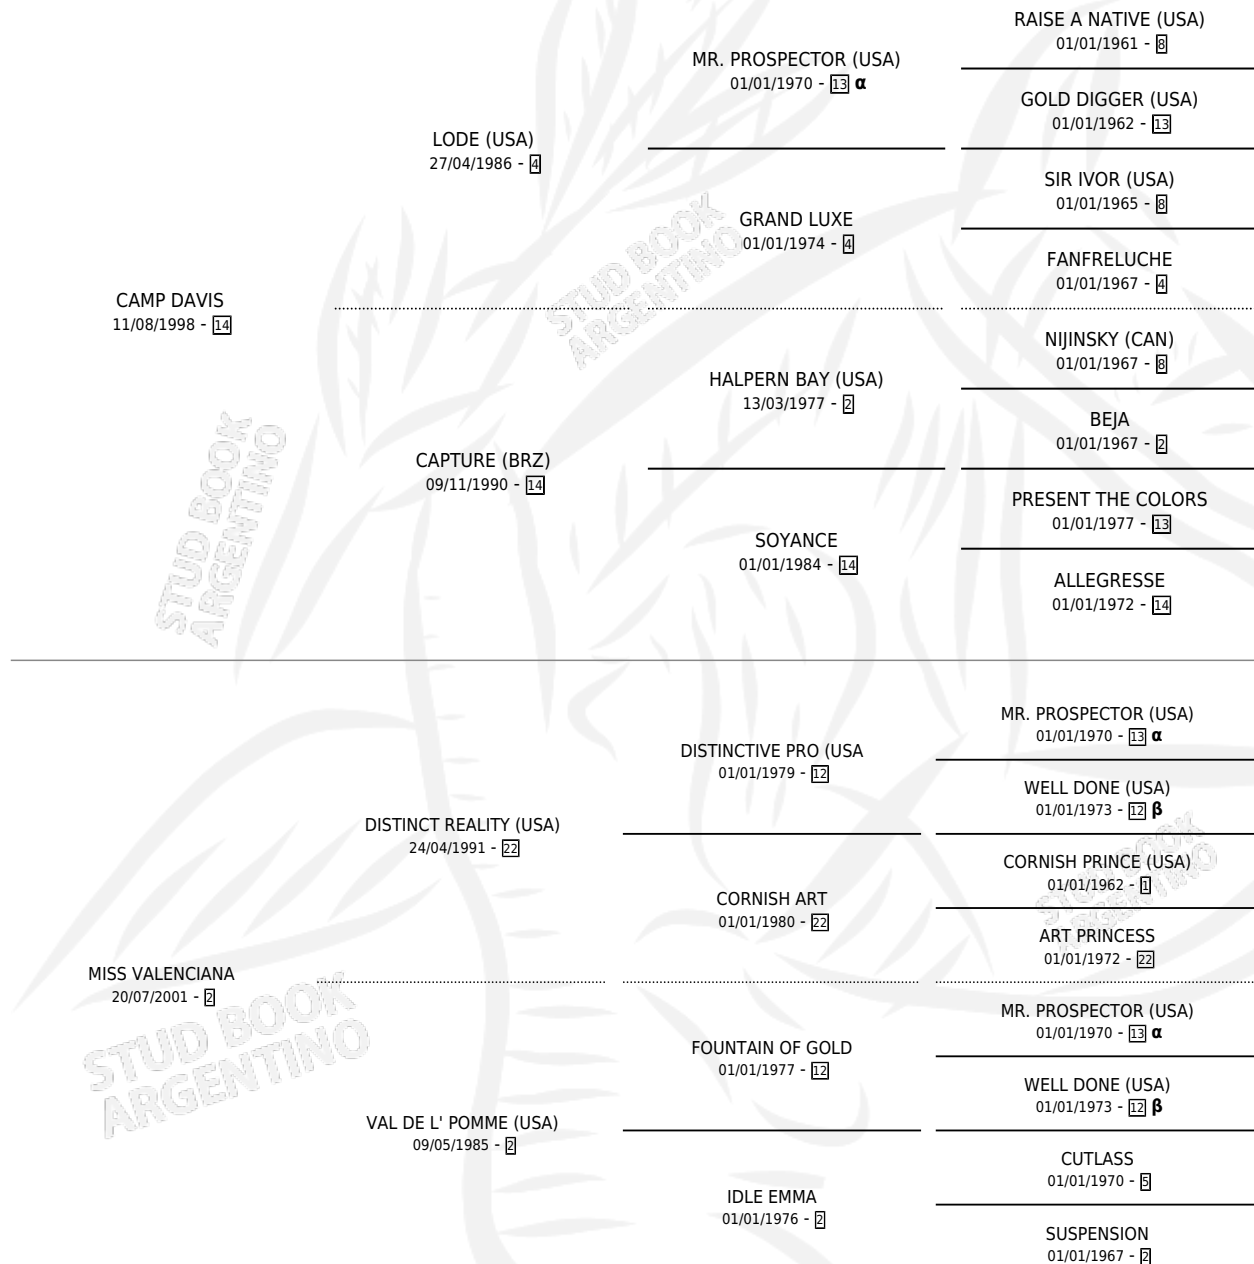 RAISE A NATIVE (USA)
01/01/1961 - 8
MR. PROSPECTOR (USA)
01/01/1970 - 13 α
GOLD DIGGER (USA)
01/01/1962 - 13
LODE (USA)
27/04/1986 - 4
SIR IVOR (USA)
01/01/1965 - 8
GRAND LUXE
01/01/1974 - 4
FANFRELUCHE
01/01/1967 - 4
CAMP DAVIS
11/08/1998 - 14
NIJINSKY (CAN)
01/01/1967 - 8
HALPERN BAY (USA)
13/03/1977 - 2
BEJA
01/01/1967 - 2
CAPTURE (BRZ)
09/11/1990 - 14
PRESENT THE COLORS
01/01/1977 - 13
SOYANCE
01/01/1984 - 14
ALLEGRESSE
01/01/1972 - 14
MR. PROSPECTOR (USA)
01/01/1970 - 13 α
DISTINCTIVE PRO (USA
01/01/1979 - 12
WELL DONE (USA)
01/01/1973 - 12 β
DISTINCT REALITY (USA)
24/04/1991 - 22
CORNISH PRINCE (USA)
01/01/1962 - 1
CORNISH ART
01/01/1980 - 22
ART PRINCESS
01/01/1972 - 22
MISS VALENCIANA
20/07/2001 - 2
MR. PROSPECTOR (USA)
01/01/1970 - 13 α
FOUNTAIN OF GOLD
01/01/1977 - 12
WELL DONE (USA)
01/01/1973 - 12 β
VAL DE L' POMME (USA)
09/05/1985 - 2
CUTLASS
01/01/1970 - 5
IDLE EMMA
01/01/1976 - 2
SUSPENSION
01/01/1967 - 2
STUD BOOK
ARGENTINO
STUD BOOK
ARGENTINO
STUD BOOK
ARGENTINO
STUD BOOK
ARGENTINO